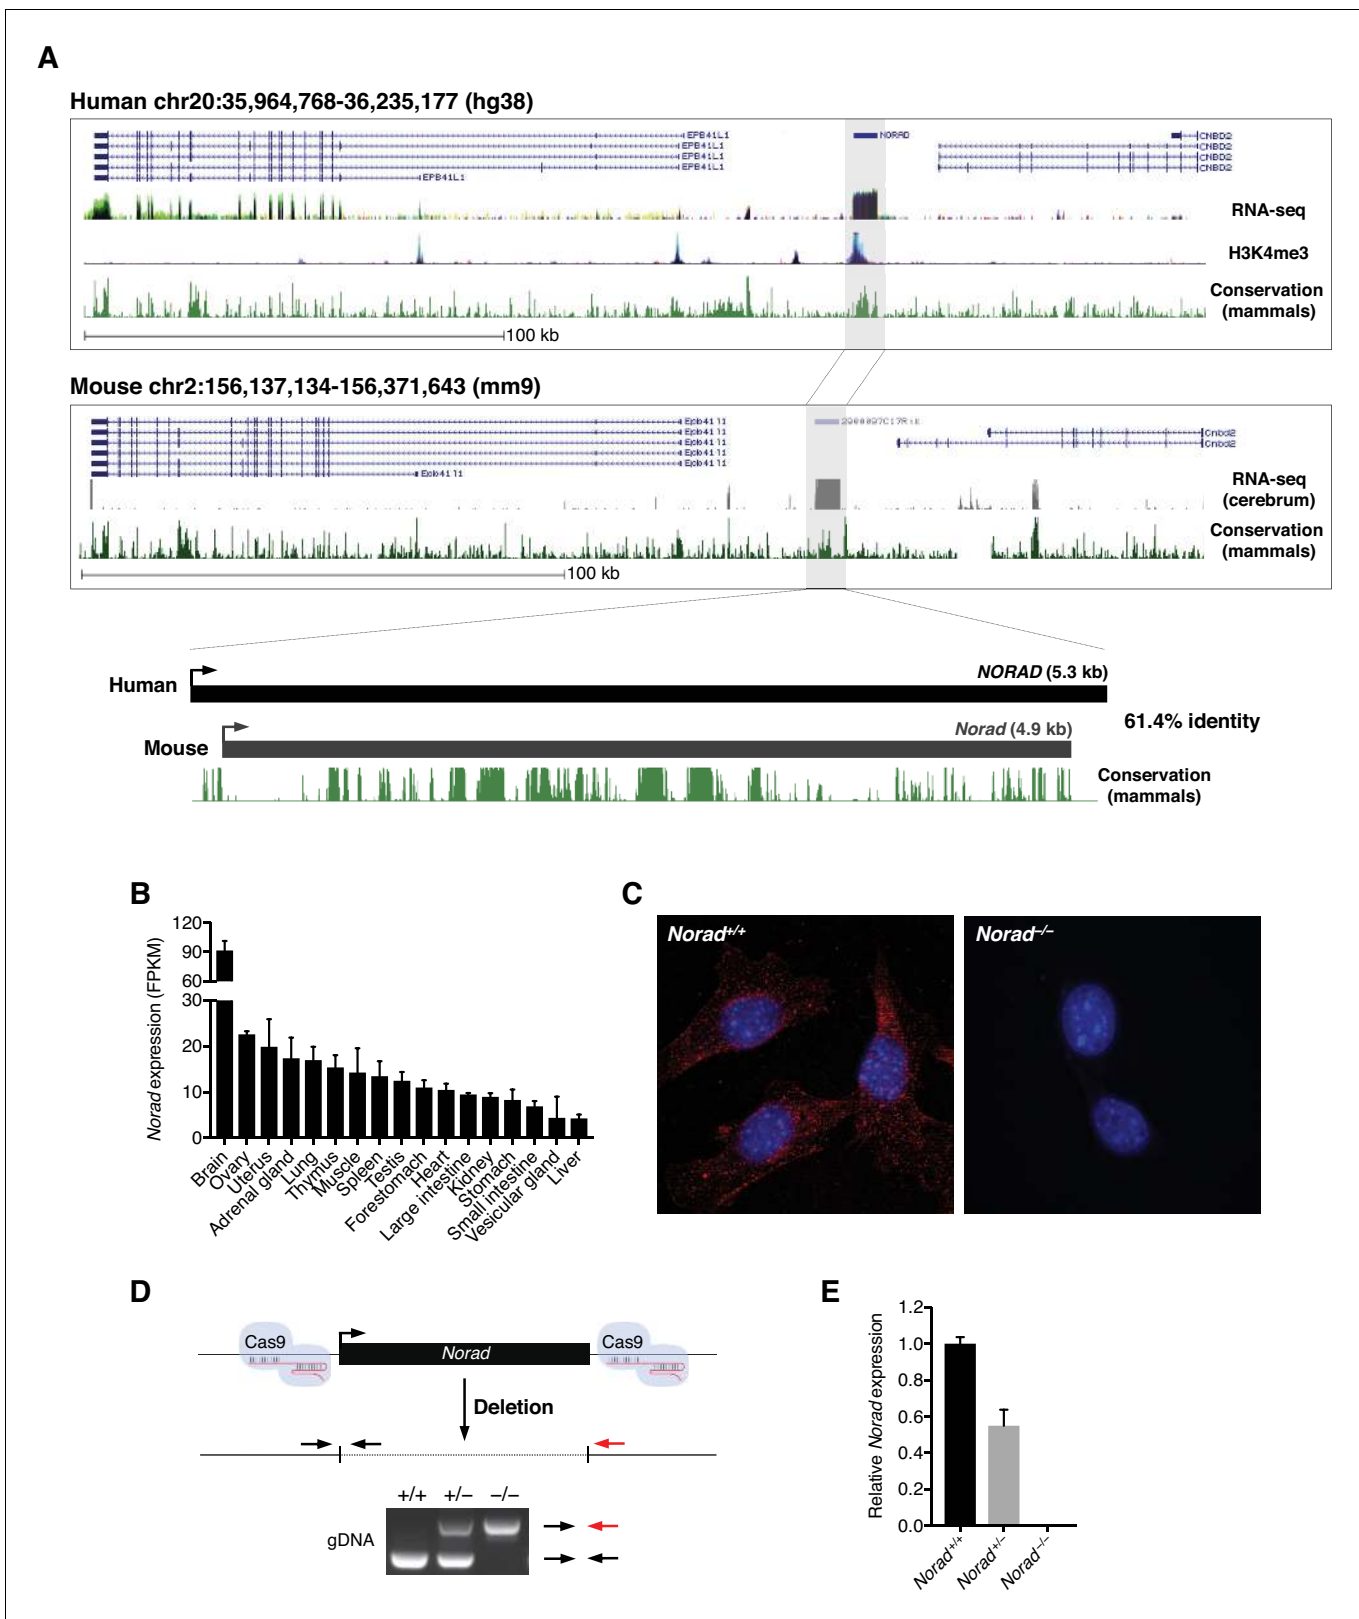 A
Human chr20:35,964,768-36,235,177 (hg38)
EPB41L1
NORAD
CNBD2
EPB41L1
CNBD2
EPB41L1
CNBD2
EPB41L1
CNBD2
EPB41L1
RNA-seq
H3K4me3
Conservation
(mammals)
100 kb
Mouse chr2:156,137,134-156,371,643 (mm9)
Epb41l1
2900097C17Rik
Epb41l1
Cnbd2
Epb41l1
Cnbd2
Epb41l1
Epb41l1
Epb41l1
RNA-seq
(cerebrum)
Conservation
(mammals)
100 kb
NORAD (5.3 kb)
Human
61.4% identity
Norad (4.9 kb)
Mouse
Conservation
(mammals)
B
Norad expression (FPKM)
120
90
60
30
20
10
0
Brain
Ovary
Uterus
Adrenal gland
Lung
Thymus
Muscle
Spleen
Testis
Forestomach
Heart
Large intestine
Kidney
Stomach
Small intestine
Vesicular gland
Liver
C
Norad+/+
Norad–/–
D
Cas9
Norad
Cas9
Deletion
+/+ +/– –/–
gDNA
E
Relative Norad expression
1.2
1.0
0.8
0.6
0.4
0.2
0.0
Norad+/+
Norad+/–
Norad–/–